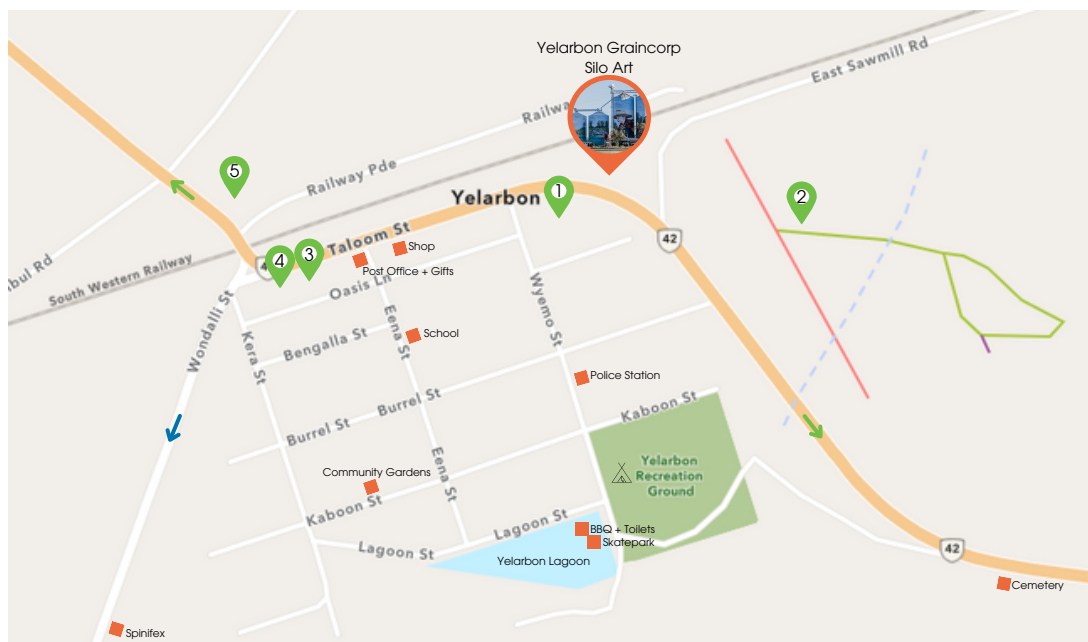 Yelarbon Graincorp
Silo Art
East Sawmill Rd
Railway Pde
5
Yelarbon
1
2
42
Taloom St
Shop
4
3
Post Office + Gifts
South Western Railway
Oasis Ln
Wondalli St
Kera St
Bengalla St
Eena St
School
Wyemo St
Police Station
Burrel St
Burrel St
Kaboon St
Yelarbon
Recreation
Ground
Community Gardens
Eena St
Kaboon St
Lagoon St
BBQ + Toilets
Skatepark
Lagoon St
Yelarbon Lagoon
42
Cemetery
Spinifex